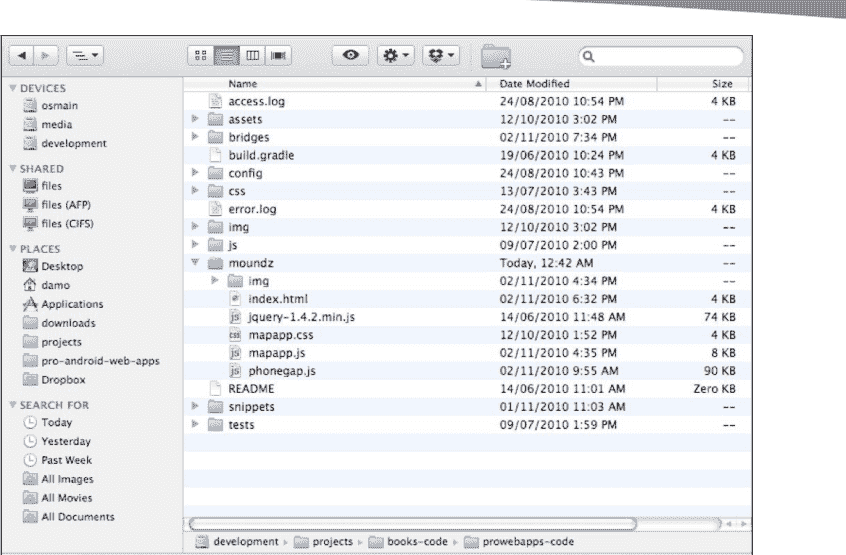 Name Date Modified Size
DEVICES
osmain
media
development
SHARED
files
files (AFP)
files (CIFS)
PLACES
Desktop
damo
Applications
downloads
projects
pro-android-web-apps
Dropbox
SEARCH FOR
Today
Yesterday
Past Week
All Images
All Movies
All Documents
access.log 24/08/2010 10:54 PM 4 KB
assets 12/10/2010 3:02 PM --
bridges 02/11/2010 7:34 PM --
build.gradle 19/06/2010 10:24 PM 4 KB
config 24/08/2010 10:43 PM --
css 13/07/2010 3:43 PM --
error.log 24/08/2010 10:54 PM 4 KB
img 12/10/2010 3:02 PM --
js 09/07/2010 2:00 PM --
moundz Today, 12:42 AM --
img 02/11/2010 4:34 PM --
index.html 02/11/2010 6:32 PM 4 KB
jquery-1.4.2.min.js 14/06/2010 11:48 AM 74 KB
mapapp.css 12/10/2010 1:52 PM 4 KB
mapapp.js 02/11/2010 4:35 PM 8 KB
phonegap.js 02/11/2010 9:55 AM 90 KB
README 14/06/2010 11:01 AM Zero KB
snippets 01/11/2010 11:03 AM --
tests 09/07/2010 1:59 PM --
development projects books-code prowebapps-code